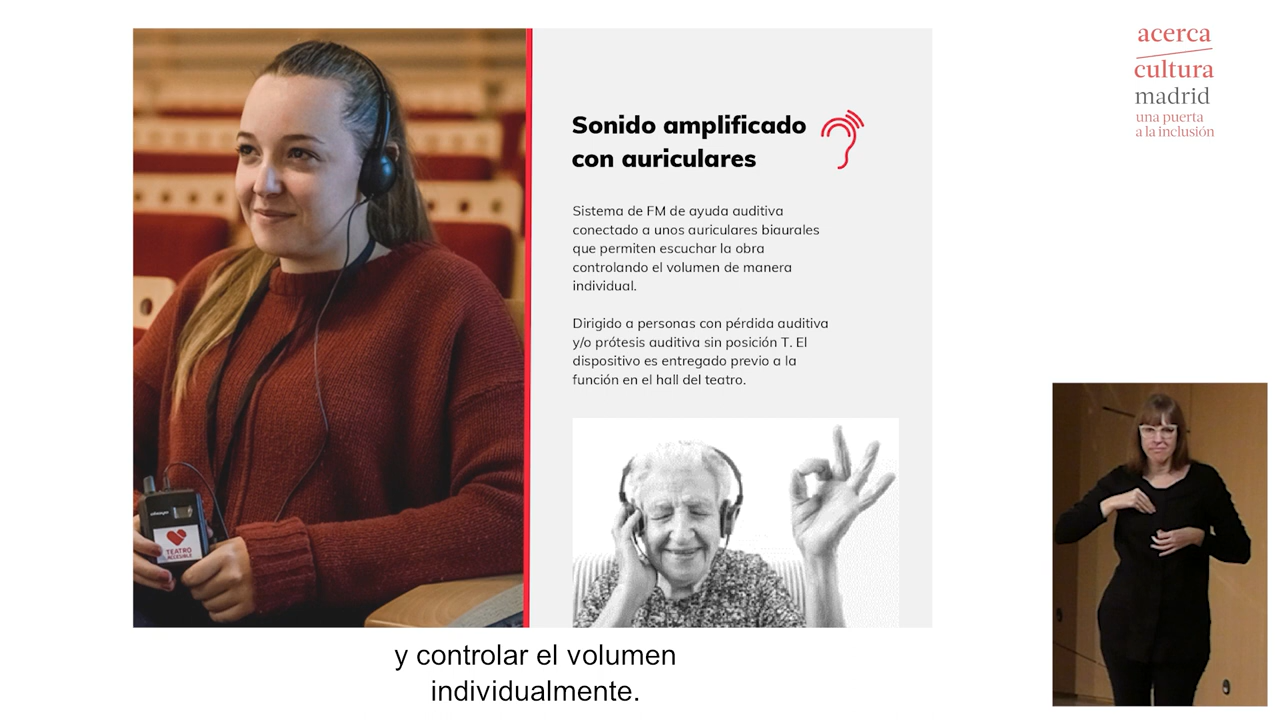 acerca
cultura
madrid
una puerta
a la inclusión
Sonido amplificado
con auriculares
Sistema de FM de ayuda auditiva
conectado a unos auriculares biaurales
que permiten escuchar la obra
controlando el volumen de manera
individual.
Dirigido a personas con pérdida auditiva
y/o prótesis auditiva sin posición T. El
dispositivo es entregado previo a la
función en el hall del teatro.
TEATRO
ACCESIBLE
y controlar el volumen
individualmente.